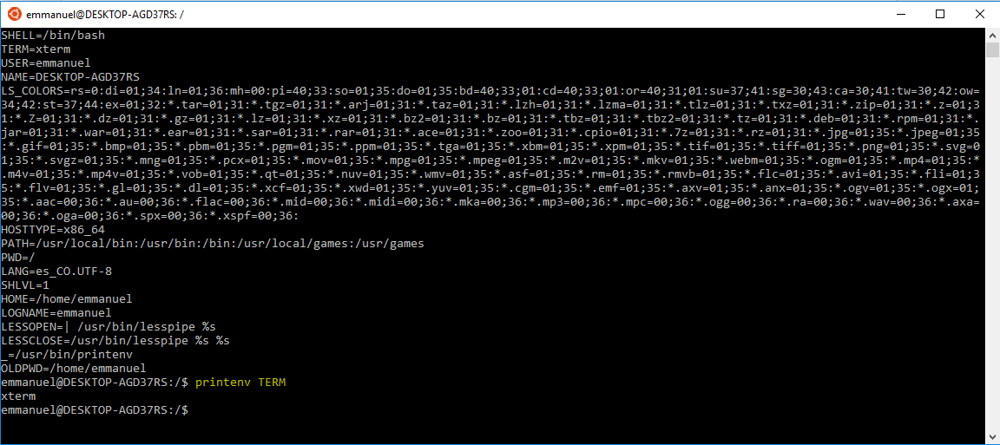 emmanuel@DESKTOP-AGD37RS: /
SHELL=/bin/bash
TERM=xterm
USER=emmanuel
NAME=DESKTOP-AGD37RS
LS_COLORS=rs=0:di=01;34:ln=01;36:mh=00:pi=40;33:so=01;35:do=01;35:bd=40;33;01:cd=40;33;01:or=40;31;01:su=37;41:sg=30;43:ca=30;41:tw=30;42:ow=
34;42:st=37;44:ex=01;32:*.tar=01;31:*.tgz=01;31:*.arj=01;31:*.taz=01;31:*.lzh=01;31:*.lzma=01;31:*.tlz=01;31:*.txz=01;31:*.zip=01;31:*.z=01;3
1:*.Z=01;31:*.dz=01;31:*.gz=01;31:*.lz=01;31:*.xz=01;31:*.bz2=01;31:*.bz=01;31:*.tbz=01;31:*.tbz2=01;31:*.tz=01;31:*.deb=01;31:*.rpm=01;31:*.
jar=01;31:*.war=01;31:*.ear=01;31:*.sar=01;31:*.rar=01;31:*.ace=01;31:*.zoo=01;31:*.cpio=01;31:*.7z=01;31:*.rz=01;31:*.jpg=01;35:*.jpeg=01;35
:*.gif=01;35:*.bmp=01;35:*.pbm=01;35:*.pgm=01;35:*.ppm=01;35:*.tga=01;35:*.xbm=01;35:*.xpm=01;35:*.tif=01;35:*.tiff=01;35:*.png=01;35:*.svg=0
1;35:*.svgz=01;35:*.mng=01;35:*.pcx=01;35:*.mov=01;35:*.mpg=01;35:*.mpeg=01;35:*.m2v=01;35:*.mkv=01;35:*.webm=01;35:*.ogm=01;35:*.mp4=01;35:*
.m4v=01;35:*.mp4v=01;35:*.vob=01;35:*.qt=01;35:*.nuv=01;35:*.wmv=01;35:*.asf=01;35:*.rm=01;35:*.rmvb=01;35:*.flc=01;35:*.avi=01;35:*.fli=01;3
5:*.flv=01;35:*.gl=01;35:*.dl=01;35:*.xcf=01;35:*.xwd=01;35:*.yuv=01;35:*.cgm=01;35:*.emf=01;35:*.axv=01;35:*.anx=01;35:*.ogv=01;35:*.ogx=01;
35:*.aac=00;36:*.au=00;36:*.flac=00;36:*.mid=00;36:*.midi=00;36:*.mka=00;36:*.mp3=00;36:*.mpc=00;36:*.ogg=00;36:*.ra=00;36:*.wav=00;36:*.axa=
00;36:*.oga=00;36:*.spx=00;36:*.xspf=00;36:
HOSTTYPE=x86_64
PATH=/usr/local/bin:/usr/bin:/bin:/usr/local/games:/usr/games
PWD=/
LANG=es_CO.UTF-8
SHLVL=1
HOME=/home/emmanuel
LOGNAME=emmanuel
LESSOPEN=| /usr/bin/lesspipe %s
LESSCLOSE=/usr/bin/lesspipe %s %s
_=/usr/bin/printenv
OLDPWD=/home/emmanuel
emmanuel@DESKTOP-AGD37RS:/$ printenv TERM
xterm
emmanuel@DESKTOP-AGD37RS:/$